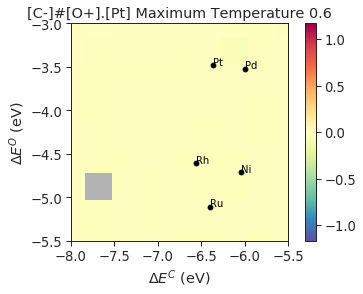 [C-]#[O+].[Pt] Maximum Temperature 0.6
−3.0
−3.5
−4.0
−4.5
−5.0
−5.5
ΔE^O (eV)
Pt
Pd
Rh
Ni
Ru
−8.0 −7.5 −7.0 −6.5 −6.0 −5.5
ΔE^C (eV)
1.0
0.5
0.0
−0.5
−1.0